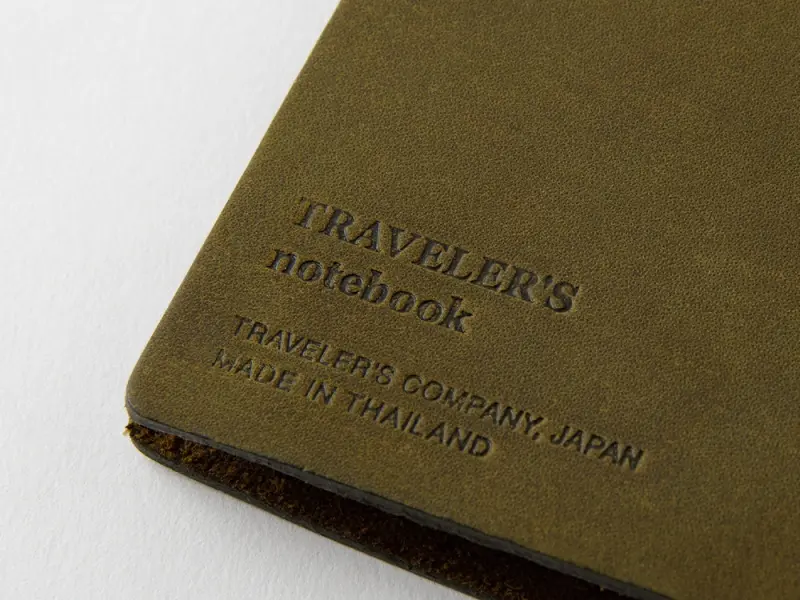 TRAVELER'S
notebook
TRAVELER'S COMPANY, JAPAN
MADE IN THAILAND